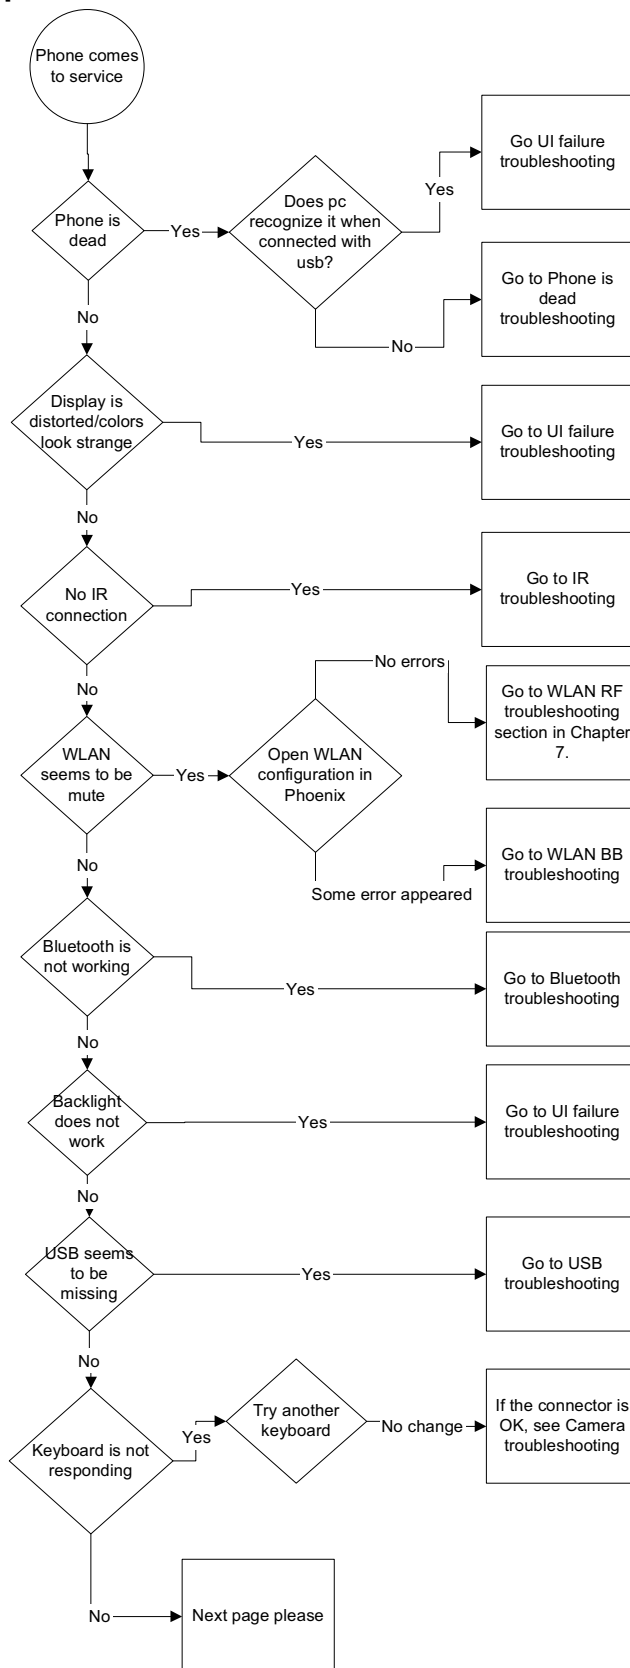 Phone comes
to service
Phone is
dead
Yes
Does pc
recognize it when
connected with
usb?
Yes
Go UI failure
troubleshooting
No
Go to Phone is
dead
troubleshooting
No
Display is
distorted/colors
look strange
Yes
Go to UI failure
troubleshooting
No
No IR
connection
Yes
Go to IR
troubleshooting
No
WLAN
seems to be
mute
Yes
Open WLAN
configuration in
Phoenix
No errors
Go to WLAN RF
troubleshooting
section in Chapter
7.
Some error appeared
Go to WLAN BB
troubleshooting
No
Bluetooth is
not working
Yes
Go to Bluetooth
troubleshooting
No
Backlight
does not
work
Yes
Go to UI failure
troubleshooting
No
USB seems
to be
missing
Yes
Go to USB
troubleshooting
No
Keyboard is not
responding
Yes
Try another
keyboard
No change
If the connector is
OK, see Camera
troubleshooting
No
Next page please